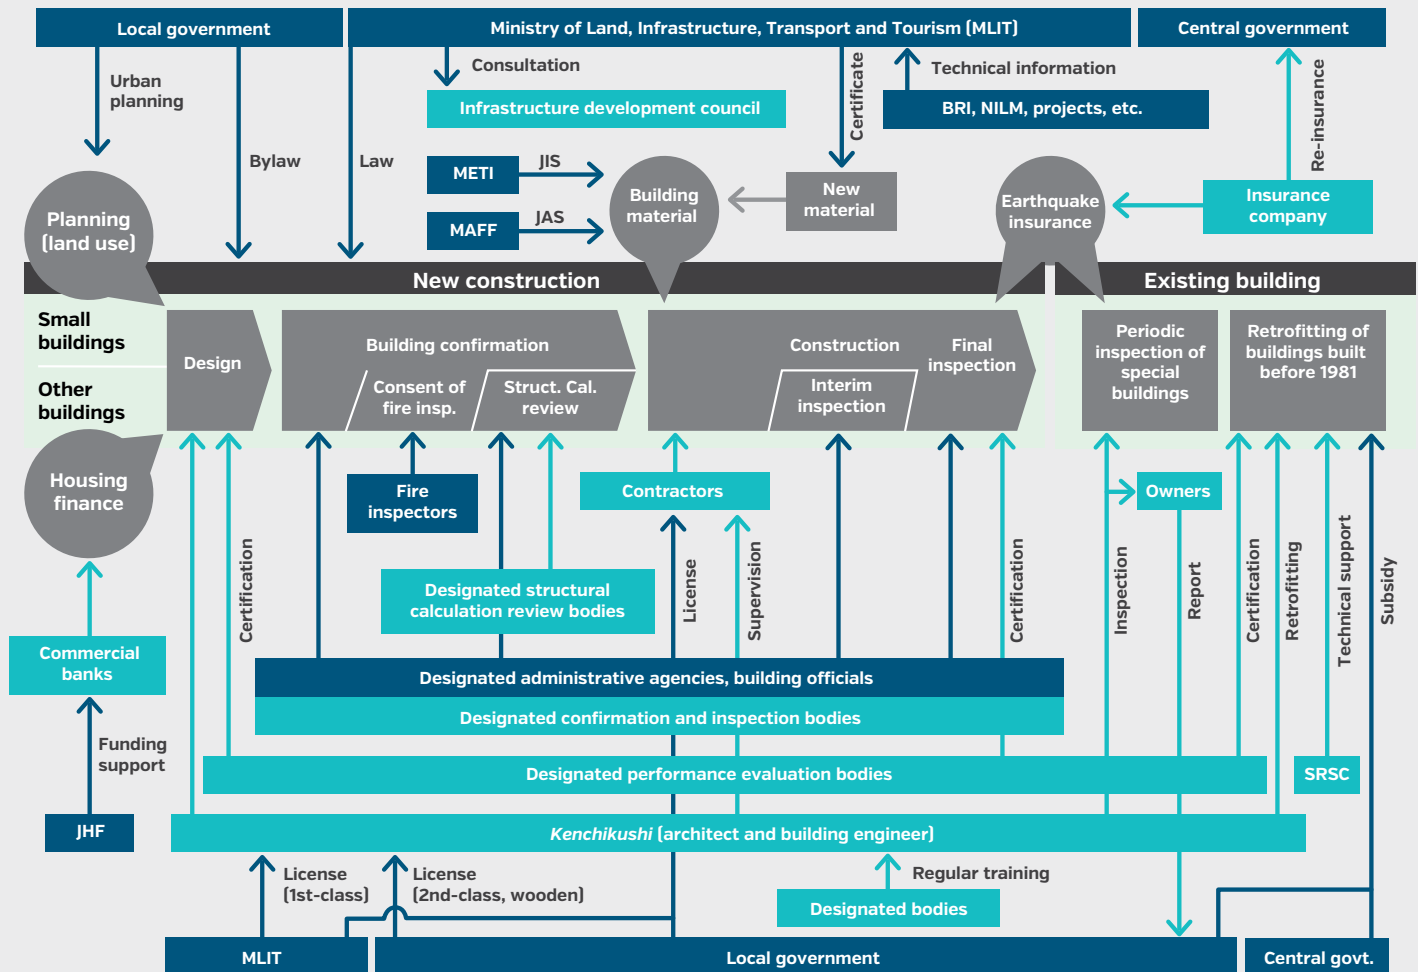 Local government
Ministry of Land, Infrastructure, Transport and Tourism (MLIT)
Central government
Urban
planning
Bylaw
Law
Consultation
Infrastructure development council
Certificate
Technical information
BRI, NILM, projects, etc.
Re-insurance
METI
JIS
MAFF
JAS
Building
material
New
material
Earthquake
insurance
Insurance
company
Planning
(land use)
New construction
Existing building
Small
buildings
Other
buildings
Design
Building confirmation
Consent of
fire insp.
Struct. Cal.
review
Construction
Interim
inspection
Final
inspection
Periodic
inspection of
special
buildings
Retrofitting of
buildings built
before 1981
Housing
finance
Fire
inspectors
Contractors
Owners
Certification
Designated structural
calculation review bodies
License
Supervision
Certification
Inspection
Report
Certification
Retrofitting
Technical support
Subsidy
Commercial
banks
Designated administrative agencies, building officials
Designated confirmation and inspection bodies
Funding
support
Designated performance evaluation bodies
SRSC
JHF
Kenchikushi (architect and building engineer)
License
(1st-class)
License
(2nd-class, wooden)
Regular training
Designated bodies
MLIT
Local government
Central govt.